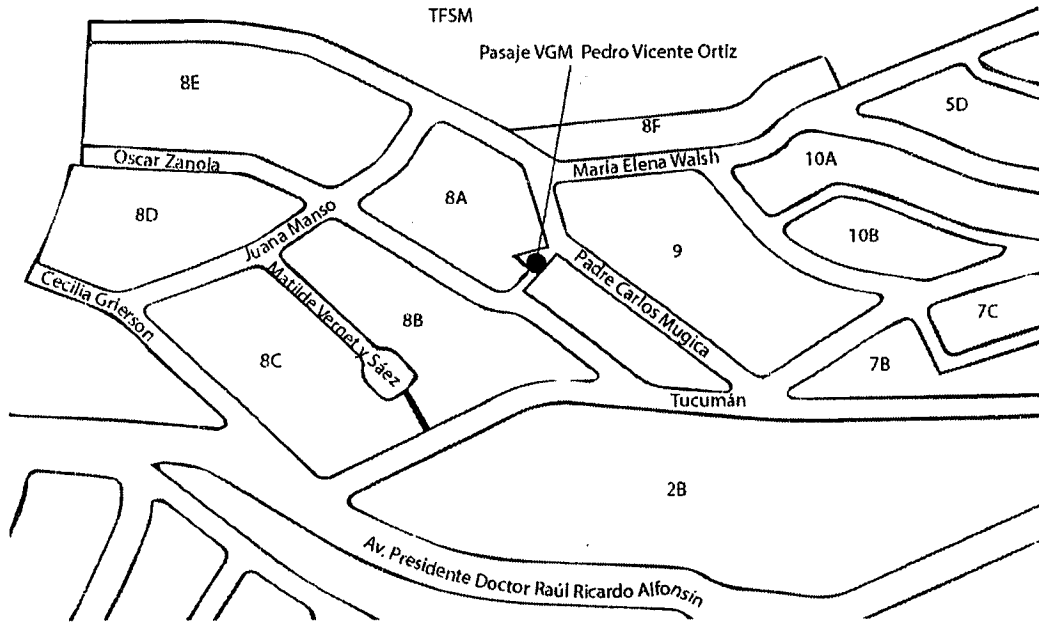 TFSM
Pasaje VGM Pedro Vicente Ortiz
8E
8F
5D
Oscar Zanola
María Elena Walsh
10A
8D
8A
Juana Manso
10B
9
Cecilia Grierson
Matilde Vernet y Sáez
Padre Carlos Mugica
7C
8B
8C
7B
Tucumán
2B
Av. Presidente Doctor Raúl Ricardo Alfonsín